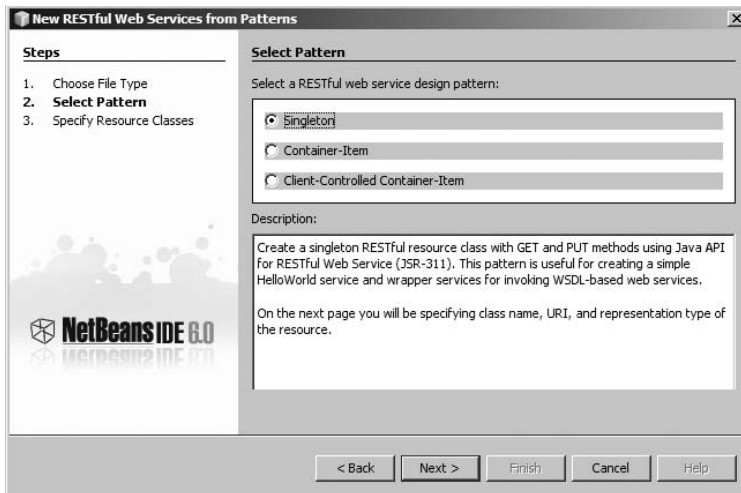 New RESTful Web Services from Patterns
Steps
1. Choose File Type
2. Select Pattern
3. Specify Resource Classes
NetBeans IDE 6.0
Select Pattern
Select a RESTful web service design pattern:
Singleton
Container-Item
Client-Controlled Container-Item
Description:
Create a singleton RESTful resource class with GET and PUT methods using Java API
for RESTful Web Service (JSR-311). This pattern is useful for creating a simple
HelloWorld service and wrapper services for invoking WSDL-based web services.
On the next page you will be specifying class name, URI, and representation type of
the resource.
< Back Next > Finish Cancel Help